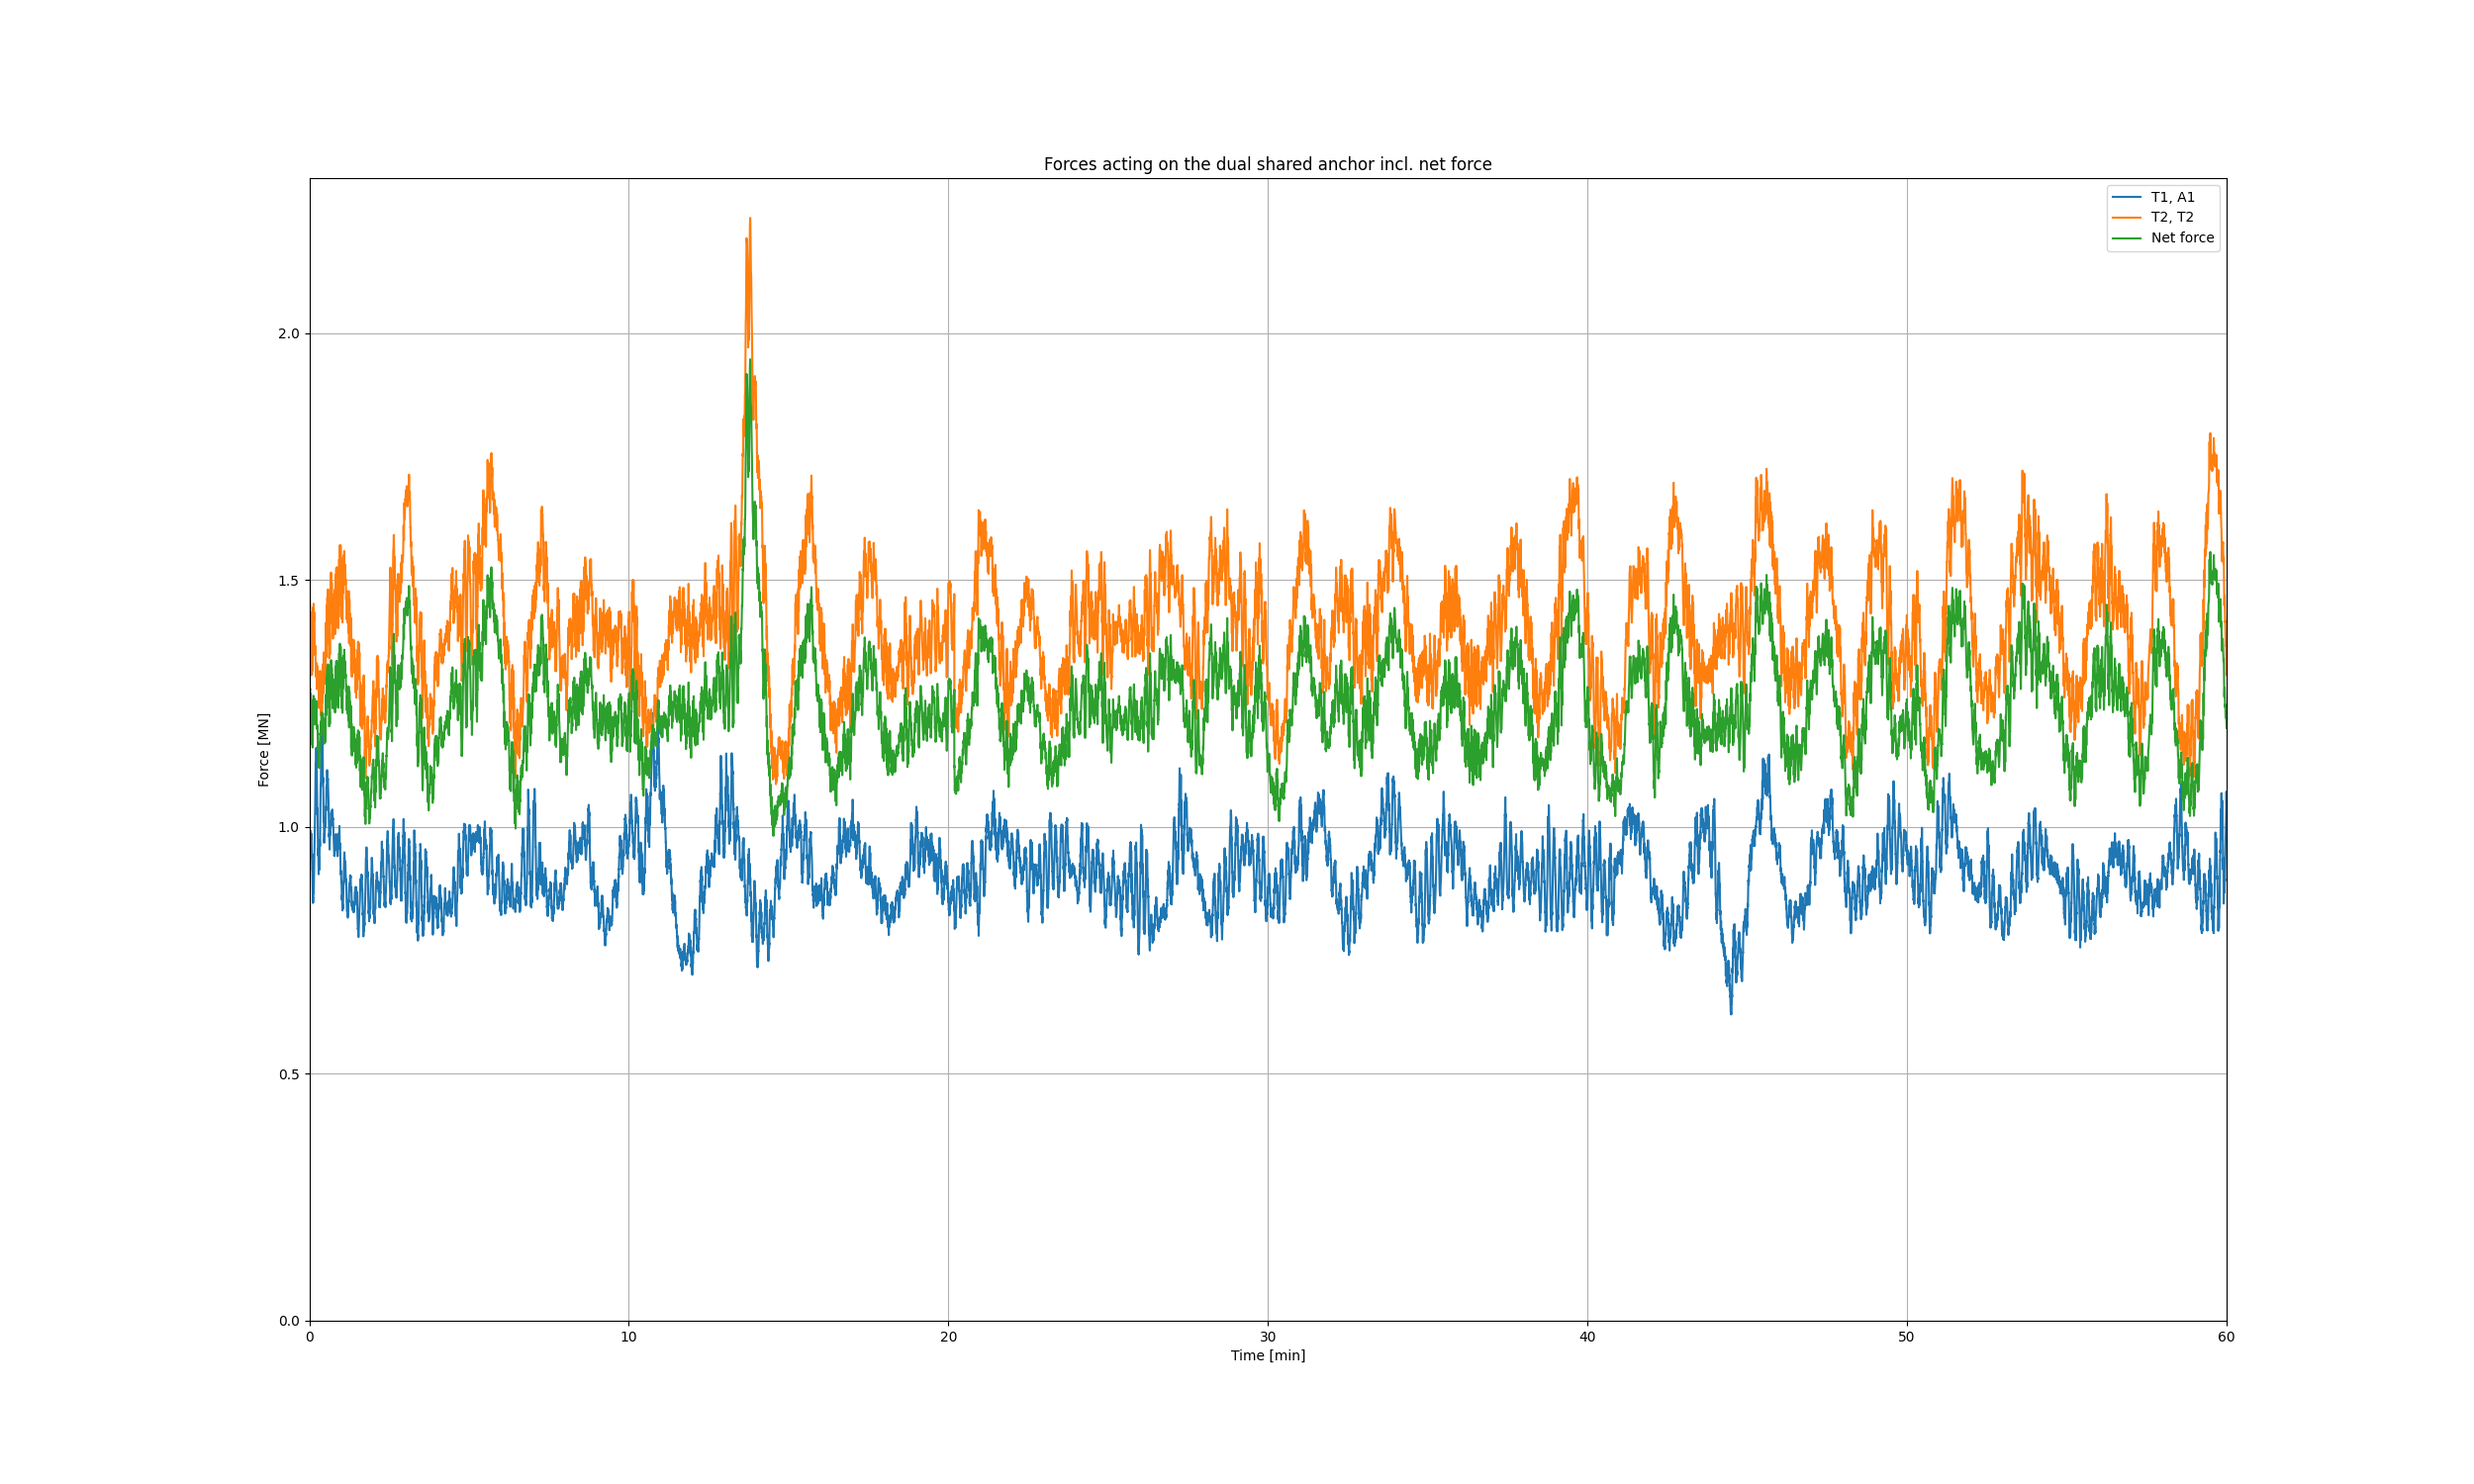 Forces acting on the dual shared anchor incl. net force
T1, A1
T2, T2
Net force
Force [MN]
2.0
1.5
1.0
0.5
0.0
0 10 20 30 40 50 60
Time [min]